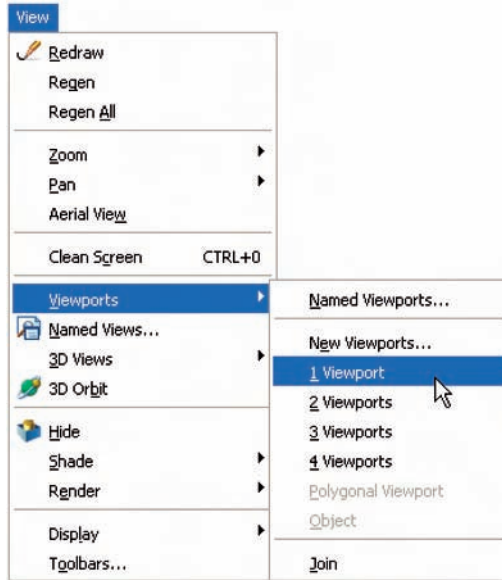 View
Redraw
Regen
Regen All
Zoom
Pan
Aerial View
Clean Screen CTRL+0
Viewports
Named Views...
3D Views
3D Orbit
Hide
Shade
Render
Display
Toolbars...
Named Viewports...
New Viewports...
1 Viewport
2 Viewports
3 Viewports
4 Viewports
Polygonal Viewport
Object
Join